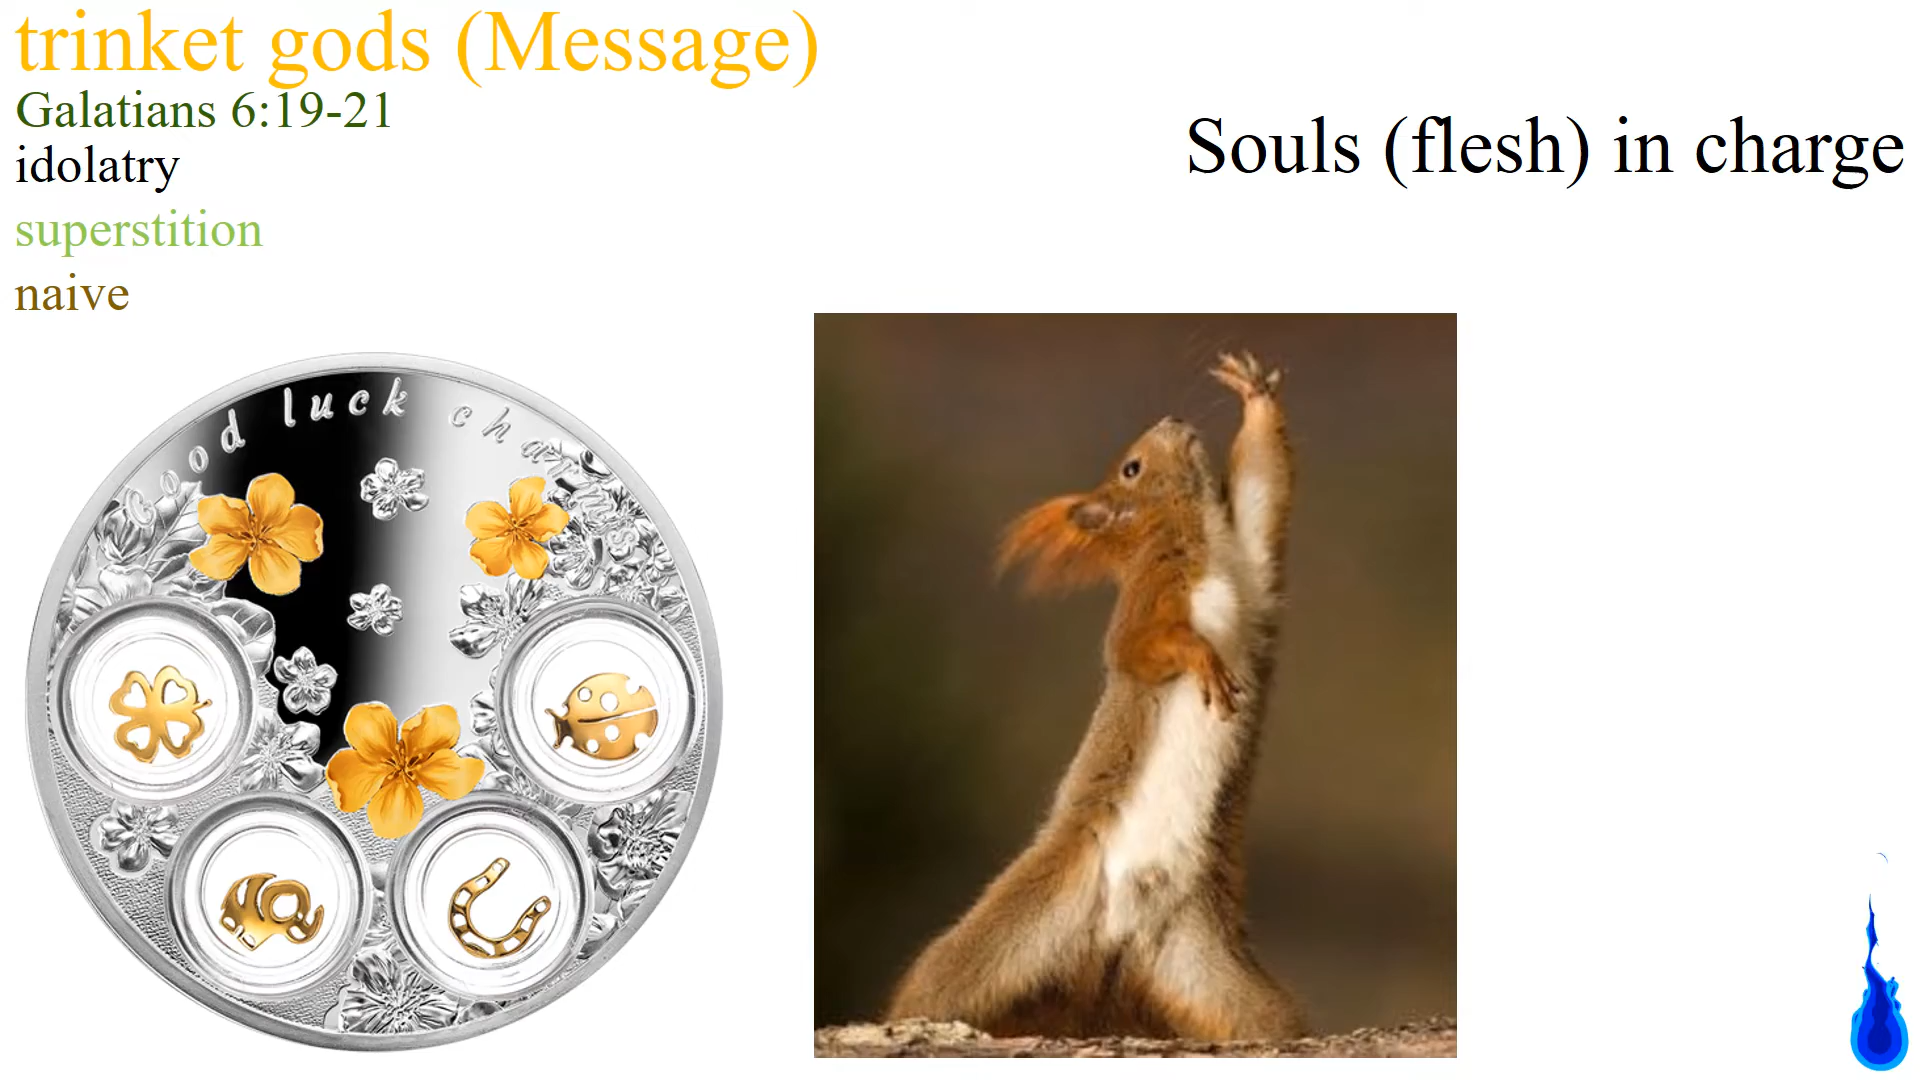 trinket gods (Message)
Galatians 6:19-21
idolatry
superstition
naive
Souls (flesh) in charge
Good luck charms